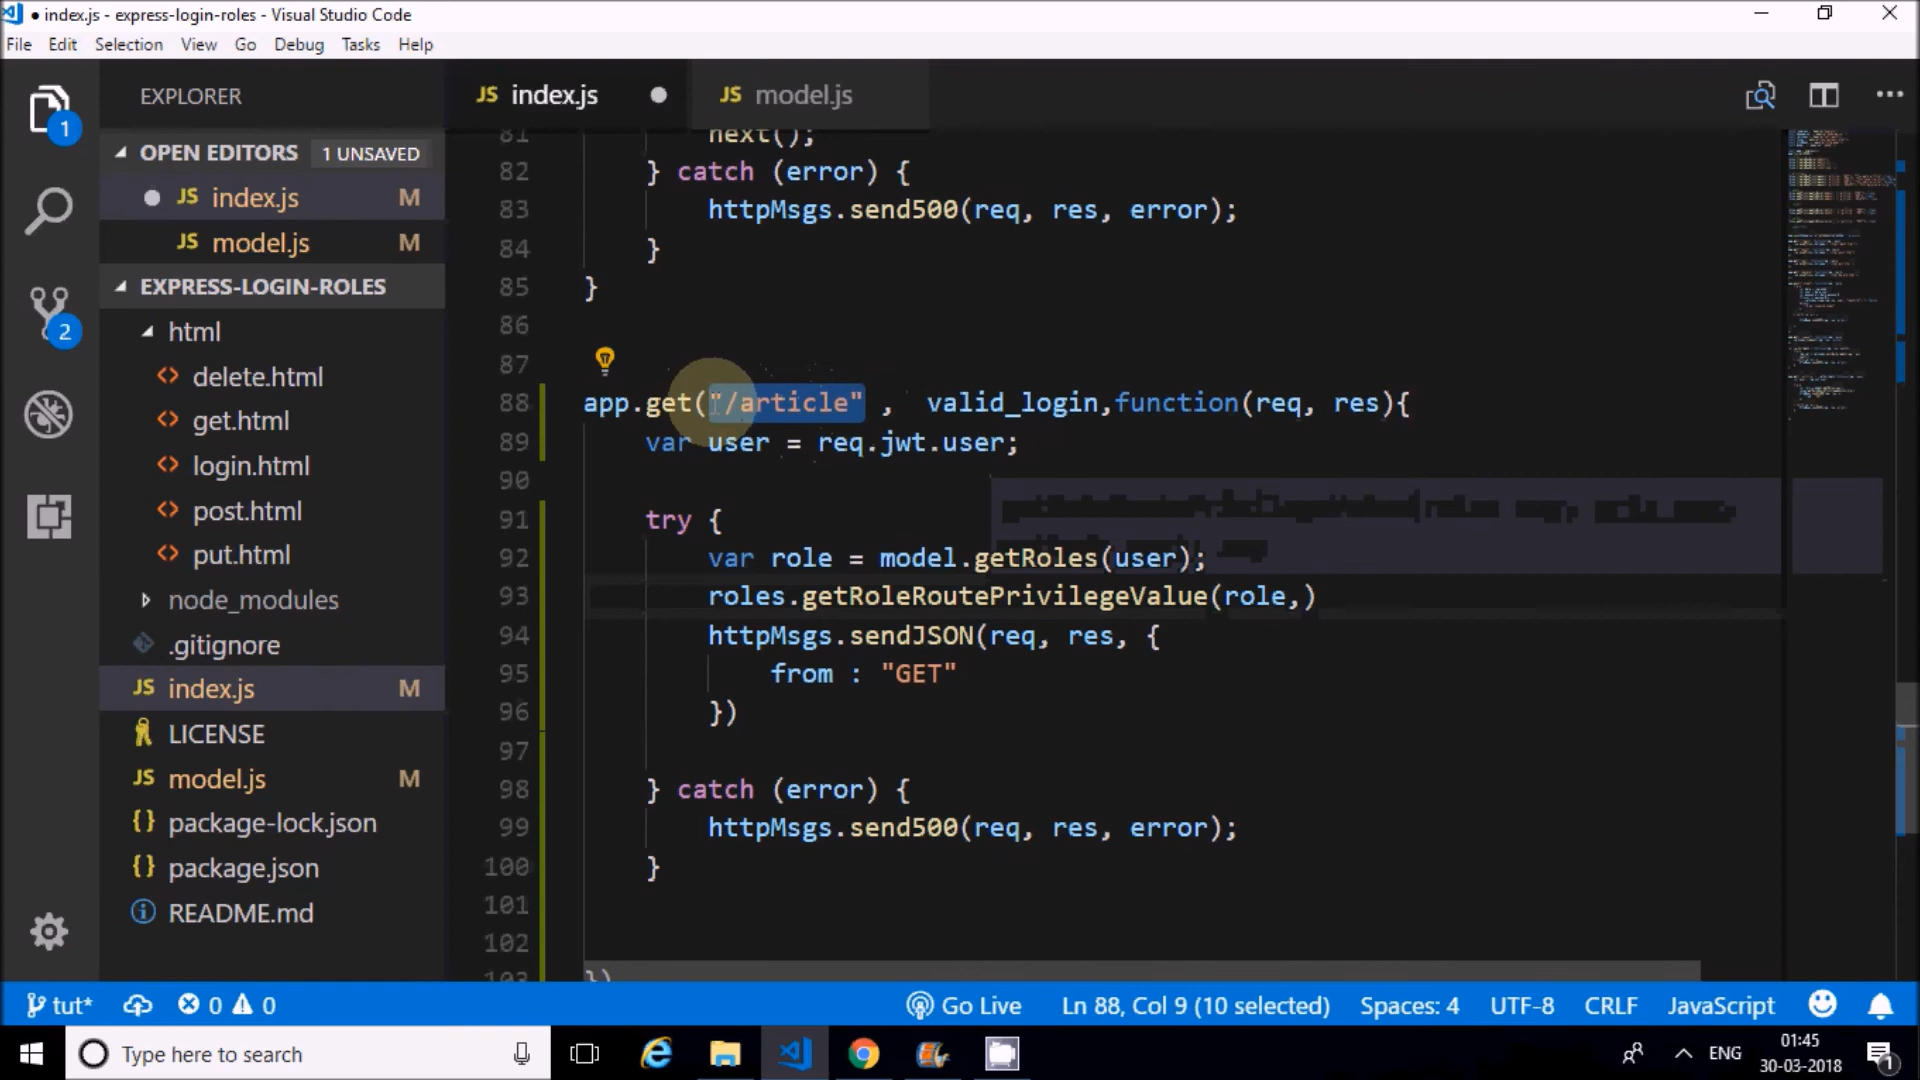 index.js - express-login-roles - Visual Studio Code
File Edit Selection View Go Debug Tasks Help
EXPLORER
JS index.js
JS model.js
1
OPEN EDITORS 1 UNSAVED
JS index.js M
JS model.js M
2
EXPRESS-LOGIN-ROLES
html
<> delete.html
<> get.html
<> login.html
<> post.html
<> put.html
node_modules
.gitignore
JS index.js M
LICENSE
JS model.js M
{} package-lock.json
{} package.json
README.md
81 next();
82 } catch (error) {
83 httpMsgs.send500(req, res, error);
84 }
85 }
86
87
88 app.get("/article" , valid_login,function(req, res){
89 var user = req.jwt.user;
90
91 try {
92 var role = model.getRoles(user);
93 roles.getRoleRoutePrivilegeValue(role,)
94 httpMsgs.sendJSON(req, res, {
95 from : "GET"
96 })
97
98 } catch (error) {
99 httpMsgs.send500(req, res, error);
100 }
101
102
103 })
tut* 0 0 Go Live Ln 88, Col 9 (10 selected) Spaces: 4 UTF-8 CRLF JavaScript
Type here to search
ENG
01:45
30-03-2018
1